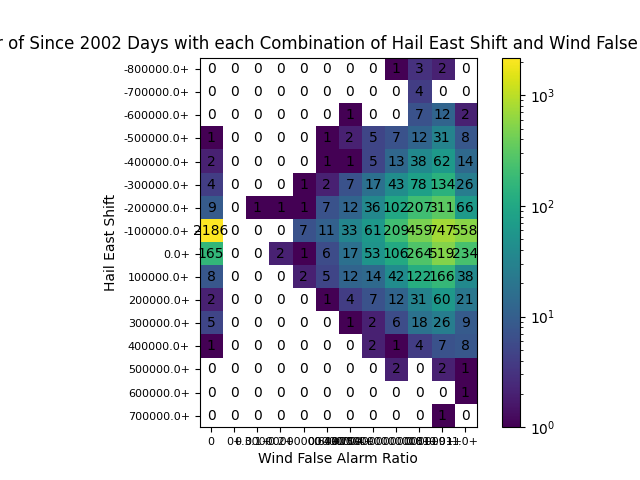 r of Since 2002 Days with each Combination of Hail East Shift and Wind False
-800000.0+ 0 0 0 0 0 0 0 0 1 3 2 0
-700000.0+ 0 0 0 0 0 0 0 0 0 4 0 0
-600000.0+ 0 0 0 0 0 0 1 0 0 7 12 2
-500000.0+ 1 0 0 0 0 1 2 5 7 12 31 8
-400000.0+ 2 0 0 0 0 1 1 5 13 38 62 14
-300000.0+ 4 0 0 0 1 2 7 17 43 78 134 26
-200000.0+ 9 0 1 1 1 7 12 36 102 207 311 66
-100000.0+ 2186 0 0 0 7 11 33 61 209 459 747 558
0.0+ 165 0 0 2 1 6 17 53 106 264 519 234
100000.0+ 8 0 0 0 2 5 12 14 42 122 166 38
200000.0+ 2 0 0 0 0 1 4 7 12 31 60 21
300000.0+ 5 0 0 0 0 0 1 2 6 18 26 9
400000.0+ 1 0 0 0 0 0 0 2 1 4 7 8
500000.0+ 0 0 0 0 0 0 0 0 2 0 2 1
600000.0+ 0 0 0 0 0 0 0 0 0 0 0 1
700000.0+ 0 0 0 0 0 0 0 0 0 0 1 0
0
Wind False Alarm Ratio
Hail East Shift
10³
10²
10¹
10⁰